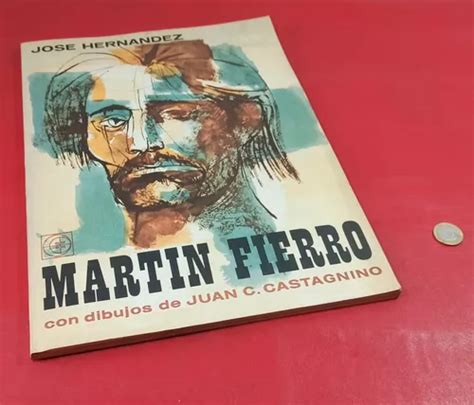 JOSE HERNANDEZ
MARTIN FIERRO
con dibujos de JUAN C. CASTAGNINO